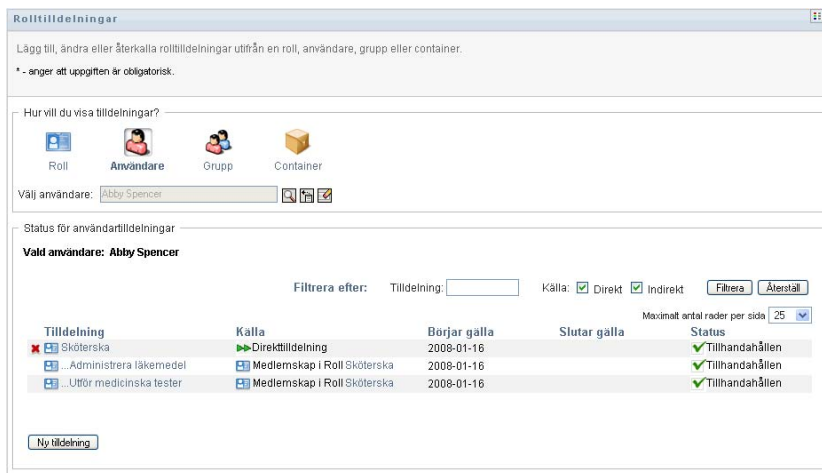 Rolltilldelningar
Lägg till, ändra eller återkalla rolltilldelningar utifrån en roll, användare, grupp eller container.
* - anger att uppgiften är obligatorisk.
Hur vill du visa tilldelningar?
Roll Användare Grupp Container
Välj användare: Abby Spencer
Status för användartilldelningar
Vald användare: Abby Spencer
Filtrera efter: Tilldelning: Källa: Direkt Indirekt Filtrera Återställ
Maximalt antal rader per sida 25
Tilldelning Källa Börjar gälla Slutar gälla Status
Sköterska Direkttilldelning 2008-01-16 Tillhandahållen
...Administrera läkemedel Medlemskap i Roll Sköterska 2008-01-16 Tillhandahållen
...Utför medicinska tester Medlemskap i Roll Sköterska 2008-01-16 Tillhandahållen
Ny tilldelning